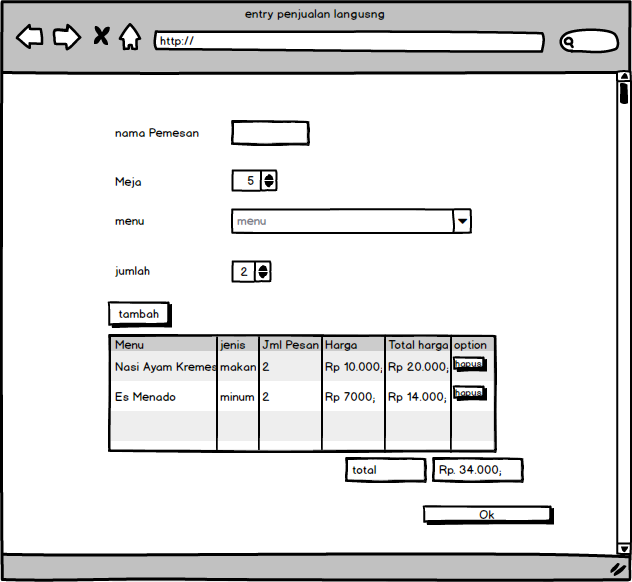 entry penjualan langusng
http://
nama Pemesan
Meja 5
menu menu
jumlah 2
tambah
Menu jenis Jml Pesan Harga Total harga option
Nasi Ayam Kremes makan 2 Rp 10.000; Rp 20.000; hapus
Es Menado minum 2 Rp 7000; Rp 14.000; hapus
total Rp. 34.000;
Ok